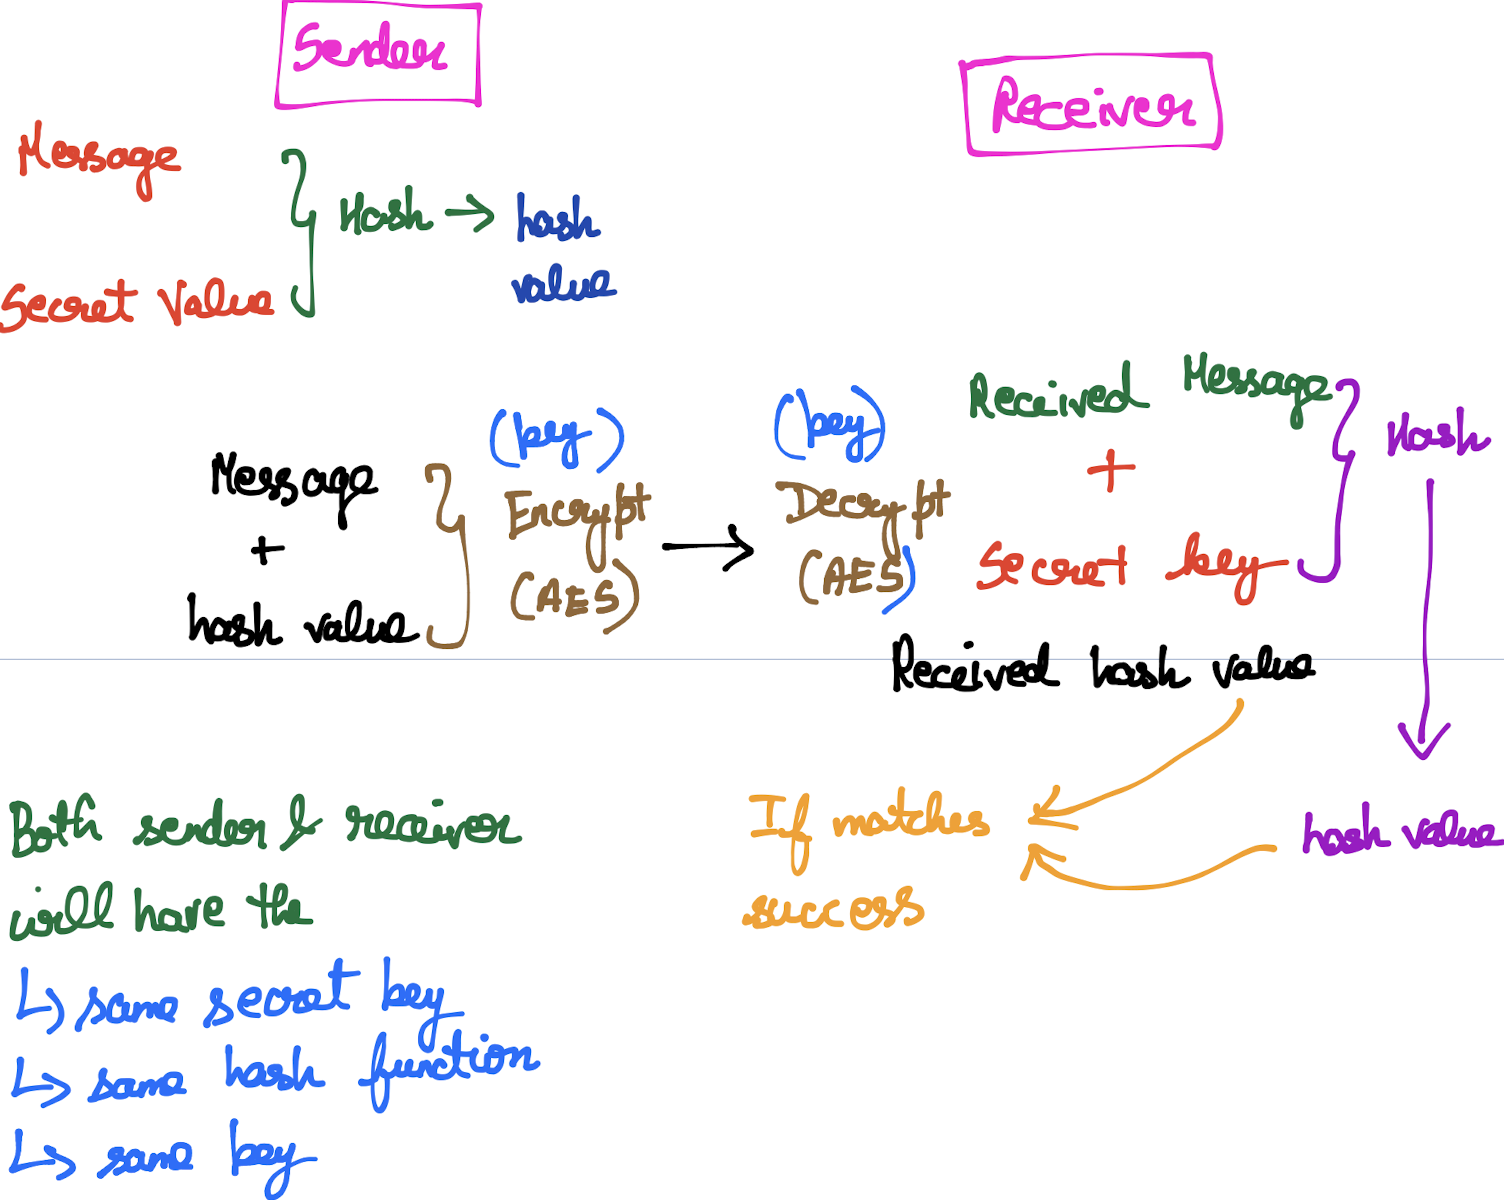 Sender
Receiver
Message
Hash → hash
value
Secret Value
Message
+
hash value
(key)
Encrypt
(AES)
→
(key)
Decrypt
(AES)
Received Message
+
Secret key
Hash
Received hash value
hash value
If matches
success
Both sender & receiver
will have the
↳ same secret key
↳ same hash function
↳ same key